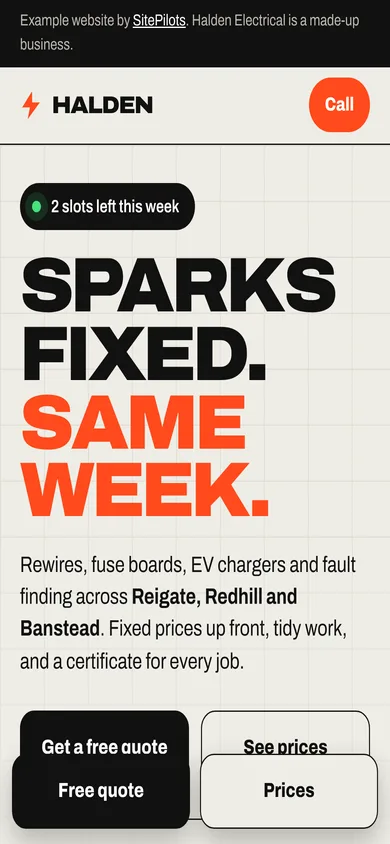 Example website by SitePilots. Halden Electrical is a made-up
business.
HALDEN
Call
2 slots left this week
SPARKS
FIXED.
SAME
WEEK.
Rewires, fuse boards, EV chargers and fault
finding across Reigate, Redhill and
Banstead. Fixed prices up front, tidy work,
and a certificate for every job.
Get a free quote
See prices
Free quote
Prices